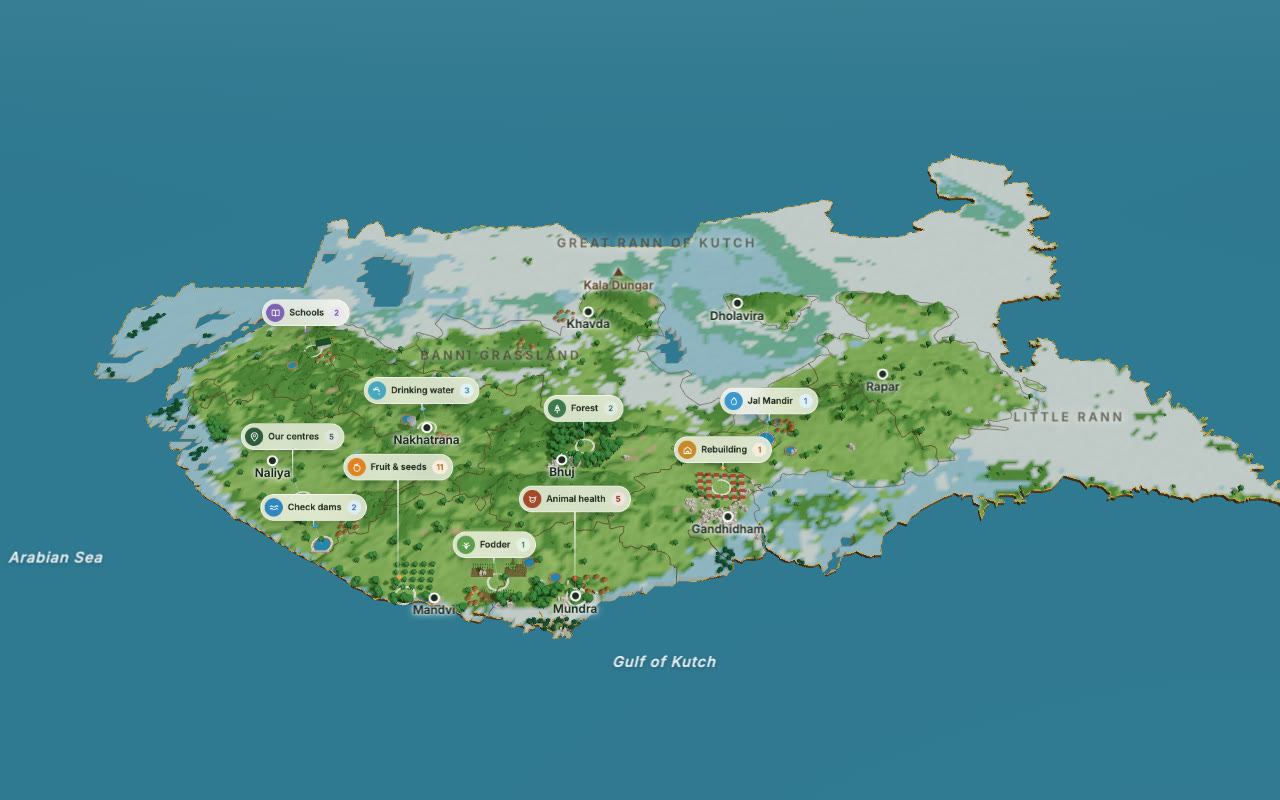 GREAT RANN OF KUTCH
Kala Dungar
Schools 2
Khavda
Dholavira
BANNI GRASSLAND
Rapar
Drinking water 3
Forest 2
Jal Mandir 1
LITTLE RANN
Our centres 5
Nakhatrana
Rebuilding 1
Naliya
Fruit & seeds 11
Bhuj
Animal health 5
Check dams 2
Gandhidham
Fodder 1
Arabian Sea
Mandvi
Mundra
Gulf of Kutch